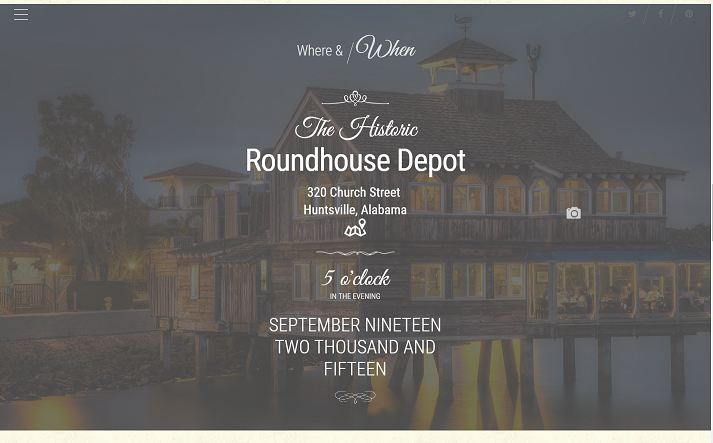 Where & When
The Historic
Roundhouse Depot
320 Church Street
Huntsville, Alabama
5 o'clock
IN THE EVENING
SEPTEMBER NINETEEN
TWO THOUSAND AND
FIFTEEN